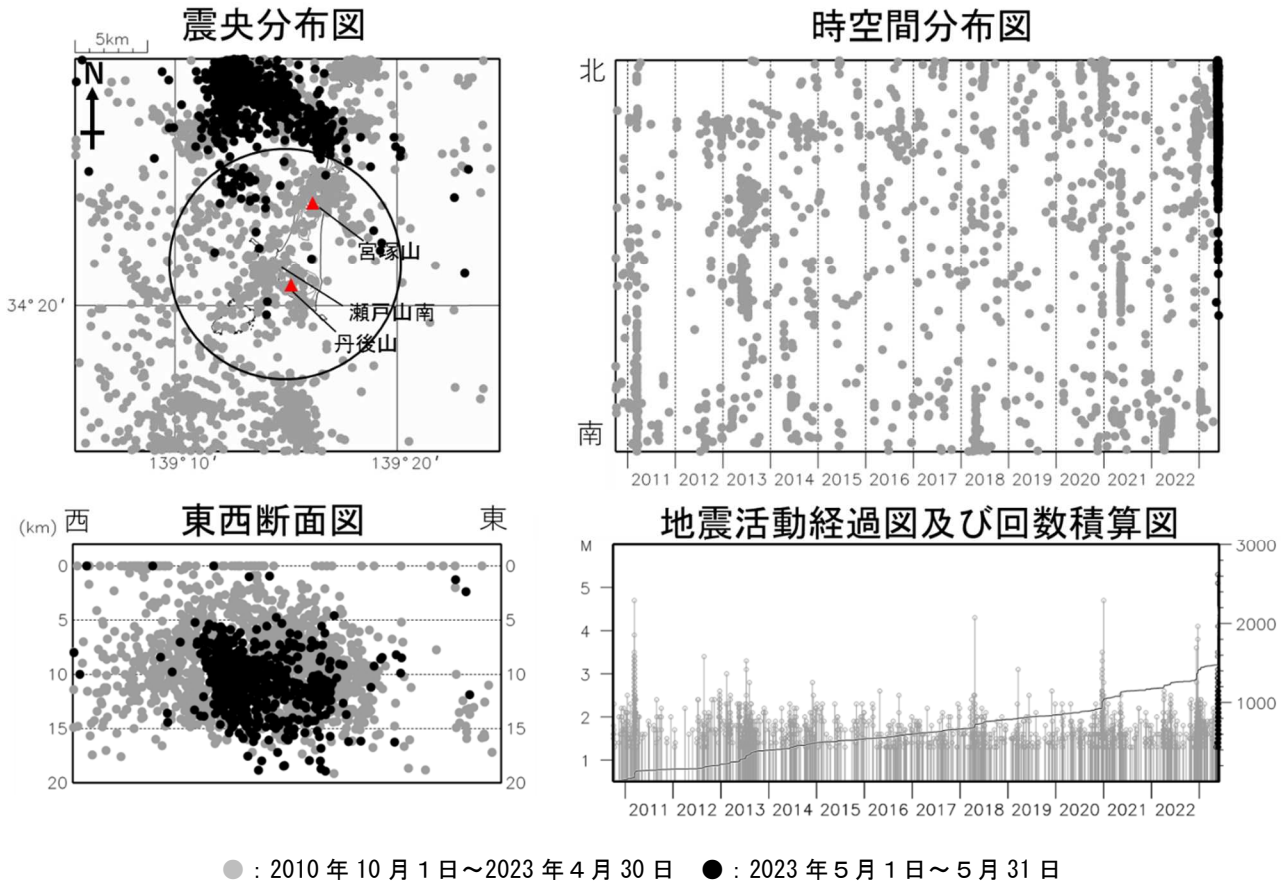 震央分布図
5km
N
宮塚山
34°20′
瀬戸山南
丹後山
139°10′
139°20′
時空間分布図
北
南
2011 2012 2013 2014 2015 2016 2017 2018 2019 2020 2021 2022
東西断面図
(km) 西
東
0
5
10
15
20
0
5
10
15
20
地震活動経過図及び回数積算図
M
5
4
3
2
1
3000
2000
1000
2011 2012 2013 2014 2015 2016 2017 2018 2019 2020 2021 2022
：2010年10月1日～2023年4月30日 ：2023年5月1日～5月31日